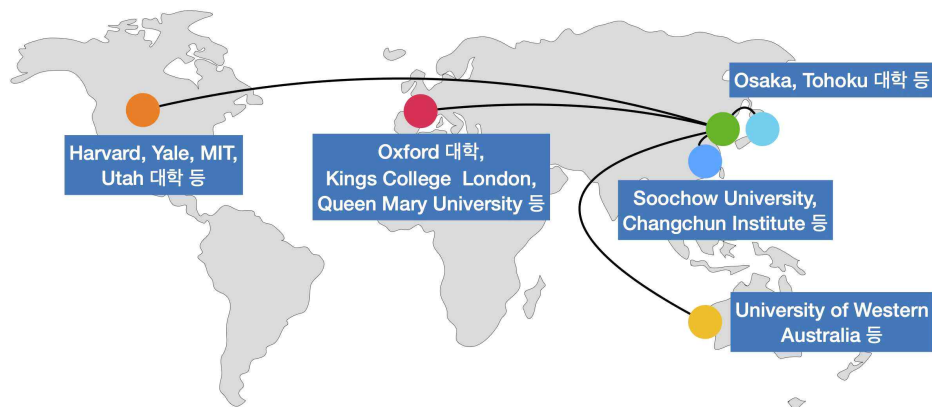 Osaka, Tohoku 대학 등
Harvard, Yale, MIT,
Utah 대학 등
Oxford 대학,
Kings College London,
Queen Mary University 등
Soochow University,
Changchun Institute 등
University of Western
Australia 등